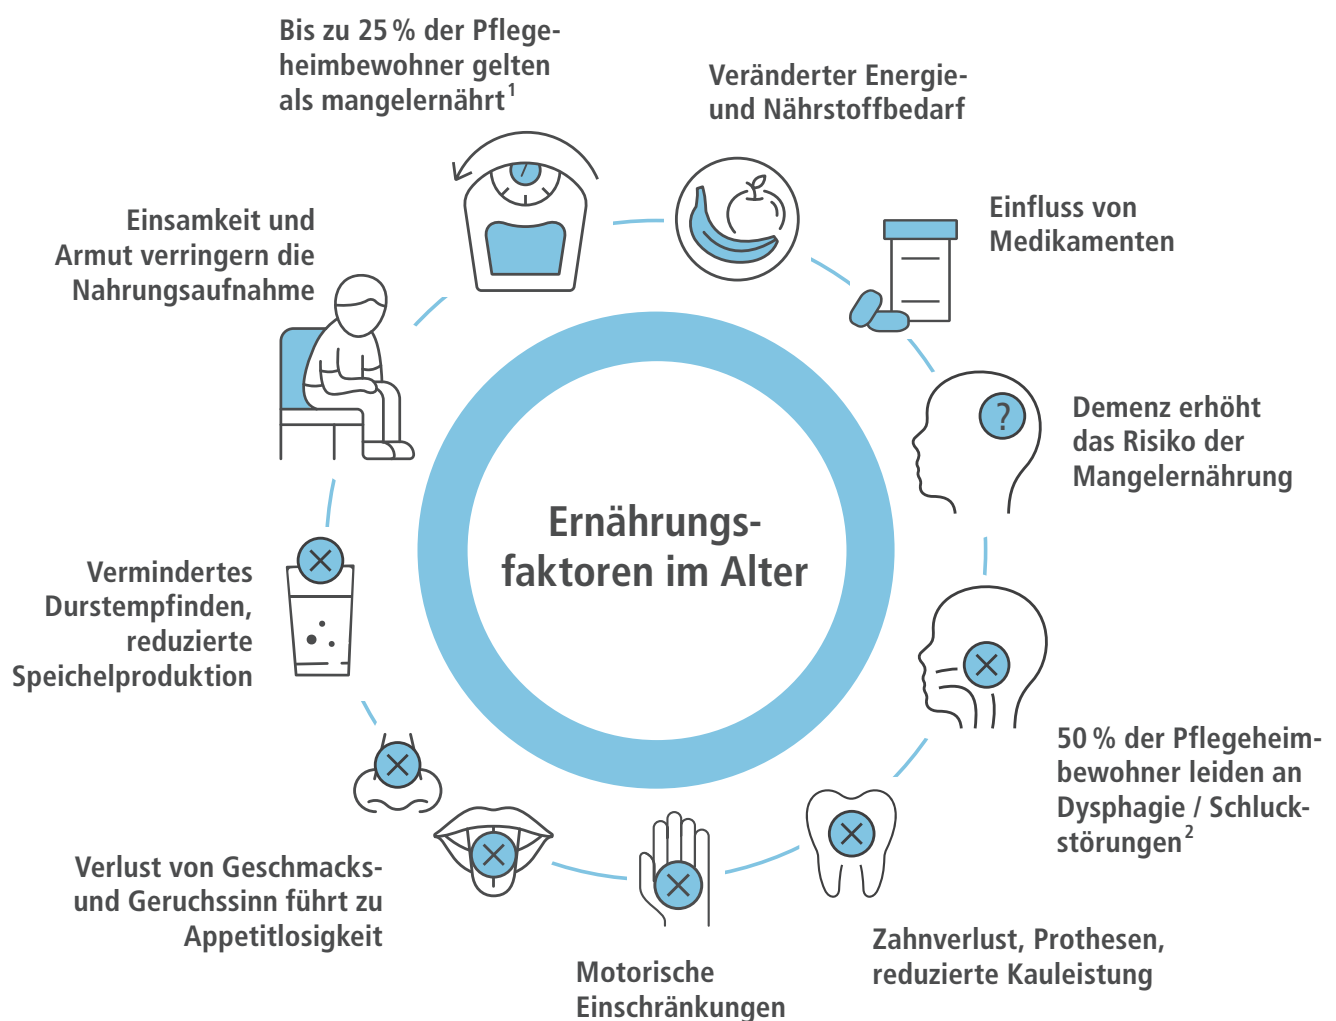 Bis zu 25 % der Pflege-
heimbewohner gelten
als mangelernährt¹
Veränderter Energie-
und Nährstoffbedarf
Einfluss von
Medikamenten
Demenz erhöht
das Risiko der
Mangelernährung
?
50 % der Pflegeheim-
bewohner leiden an
Dysphagie / Schluck-
störungen²
Zahnverlust, Prothesen,
reduzierte Kauleistung
Motorische
Einschränkungen
Verlust von Geschmacks-
und Geruchssinn führt zu
Appetitlosigkeit
Vermindertes
Durstempfinden,
reduzierte
Speichelproduktion
Einsamkeit und
Armut verringern die
Nahrungsaufnahme
Ernährungs-
faktoren im Alter